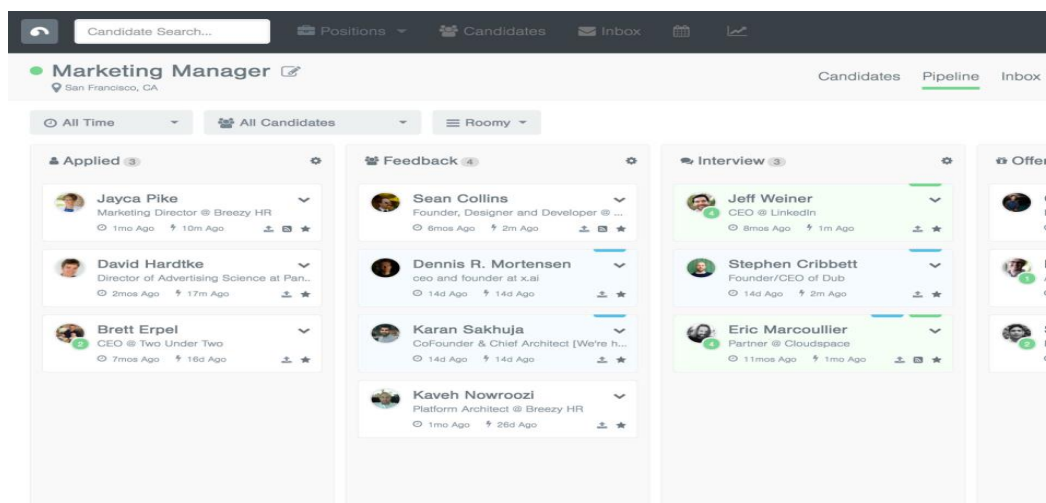 Candidate Search...
Positions
Candidates
Inbox
Marketing Manager
San Francisco, CA
Candidates
Pipeline
Inbox
All Time
All Candidates
Roomy
Applied 3
Jayca Pike
Marketing Director @ Breezy HR
1mo Ago 10m Ago
David Hardtke
Director of Advertising Science at Pan..
2mos Ago 17m Ago
2
Brett Erpel
CEO @ Two Under Two
7mos Ago 16d Ago
Feedback 4
Sean Collins
Founder, Designer and Developer @ ...
6mos Ago 2m Ago
Dennis R. Mortensen
ceo and founder at x.ai
14d Ago 14d Ago
Karan Sakhuja
CoFounder & Chief Architect [We're h...
14d Ago 14d Ago
Kaveh Nowroozi
Platform Architect @ Breezy HR
1mo Ago 26d Ago
Interview 3
4
Jeff Weiner
CEO @ LinkedIn
8mos Ago 1m Ago
Stephen Cribbett
Founder/CEO of Dub
14d Ago 2m Ago
4
Eric Marcoullier
Partner @ Cloudspace
11mos Ago 1mo Ago
Offer
1
2